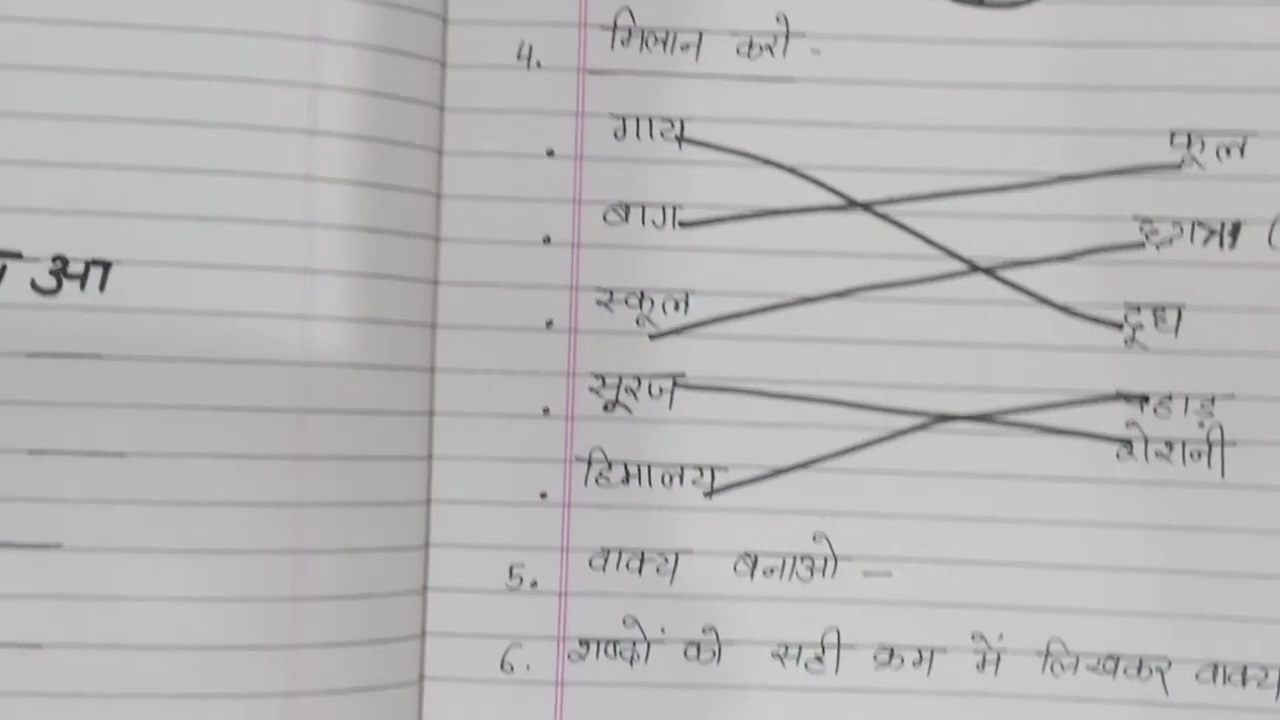 4. मिलान करो -
गाय फूल
बाग
स्कूल दूध
सूरज पहाड़
हिमालय रोशनी
5. वाक्य बनाओ -
6. शब्दों को सही क्रम में लिखकर वाक्य
आ